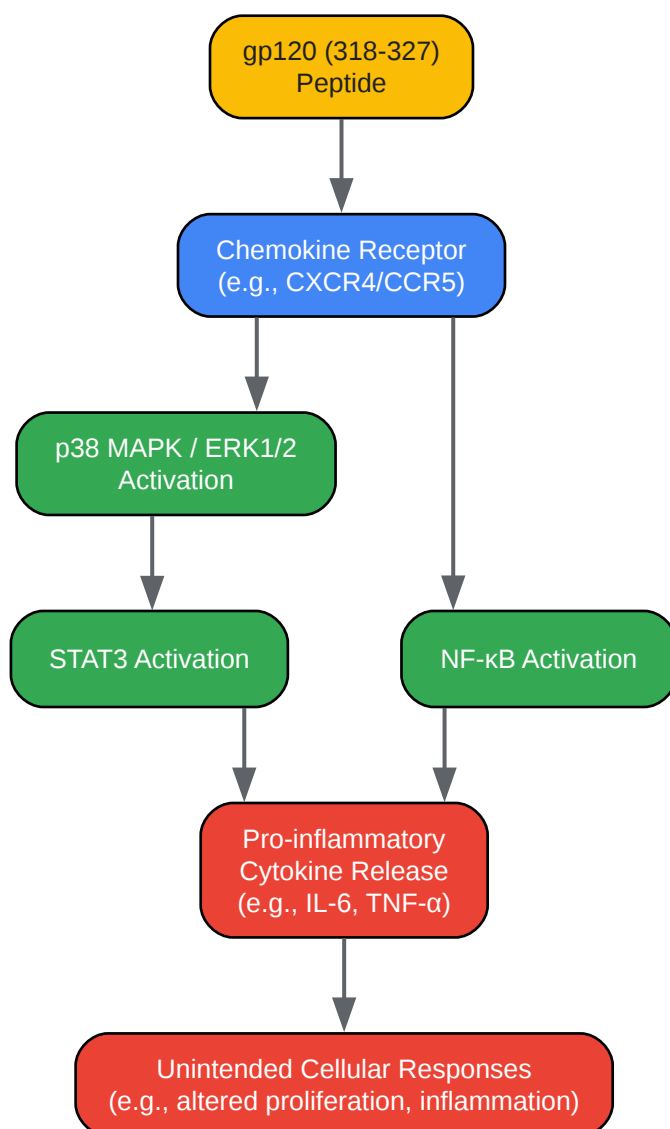 gp120 (318-327)
Peptide
Chemokine Receptor
(e.g., CXCR4/CCR5)
p38 MAPK / ERK1/2
Activation
STAT3 Activation
NF-κB Activation
Pro-inflammatory
Cytokine Release
(e.g., IL-6, TNF-α)
Unintended Cellular Responses
(e.g., altered proliferation, inflammation)